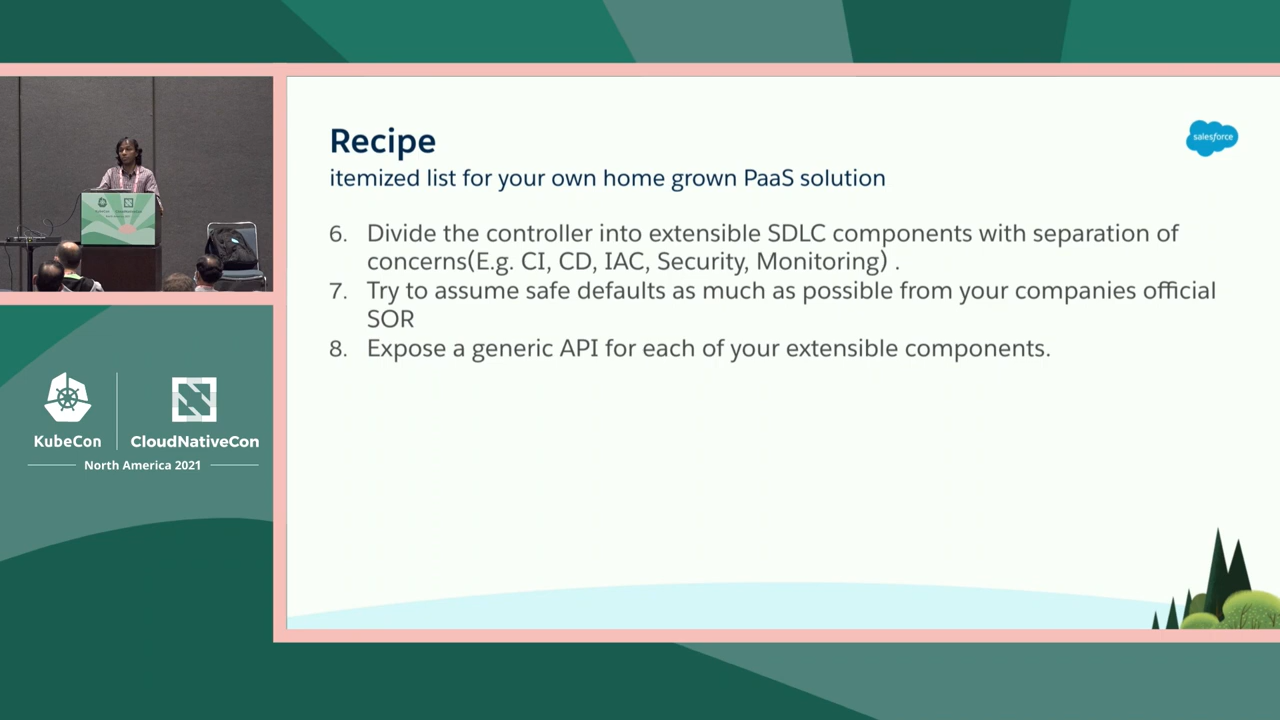 Recipe
salesforce
itemized list for your own home grown PaaS solution
6. Divide the controller into extensible SDLC components with separation of
concerns(E.g. CI, CD, IAC, Security, Monitoring) .
7. Try to assume safe defaults as much as possible from your companies official
SOR
8. Expose a generic API for each of your extensible components.
KubeCon
CloudNativeCon
North America 2021